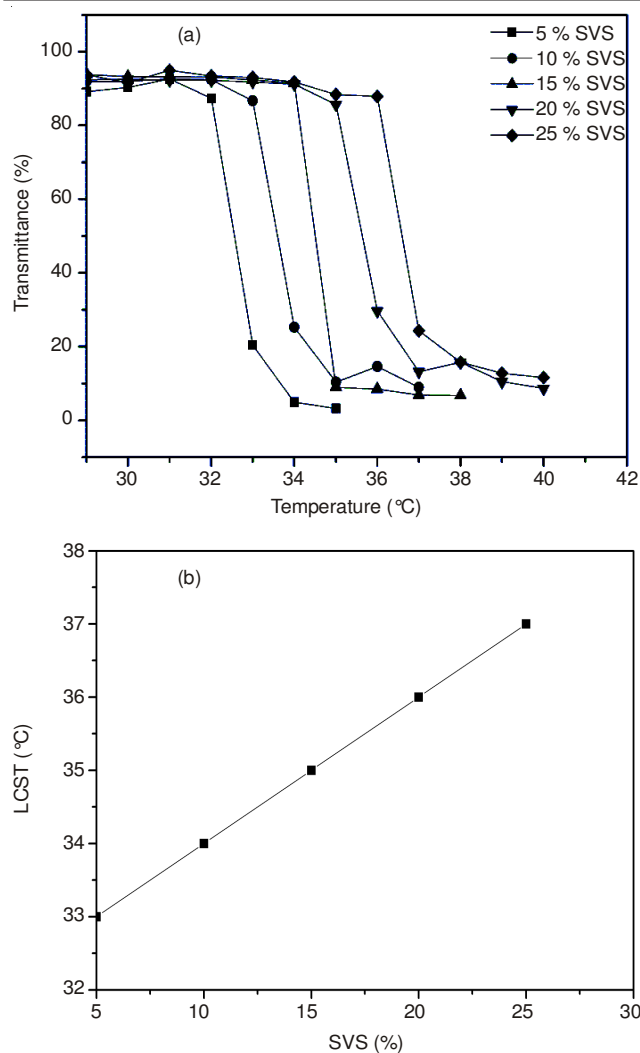 (a)
5 % SVS
10 % SVS
15 % SVS
20 % SVS
25 % SVS
100
80
60
40
20
0
Transmittance (%)
30 32 34 36 38 40 42
Temperature (°C)
(b)
38
37
36
35
34
33
32
LCST (°C)
5 10 15 20 25 30
SVS (%)